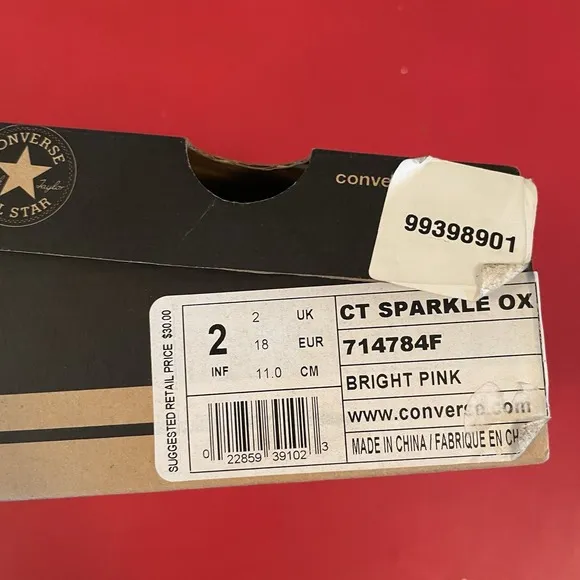 CONVERSE
ALL STAR
conve
99398901
SUGGESTED RETAIL PRICE $30.00
2 2 UK
18 EUR
INF 11.0 CM
0 22859 39102 3
CT SPARKLE OX
714784F
BRIGHT PINK
www.converse.com
MADE IN CHINA / FABRIQUE EN CH